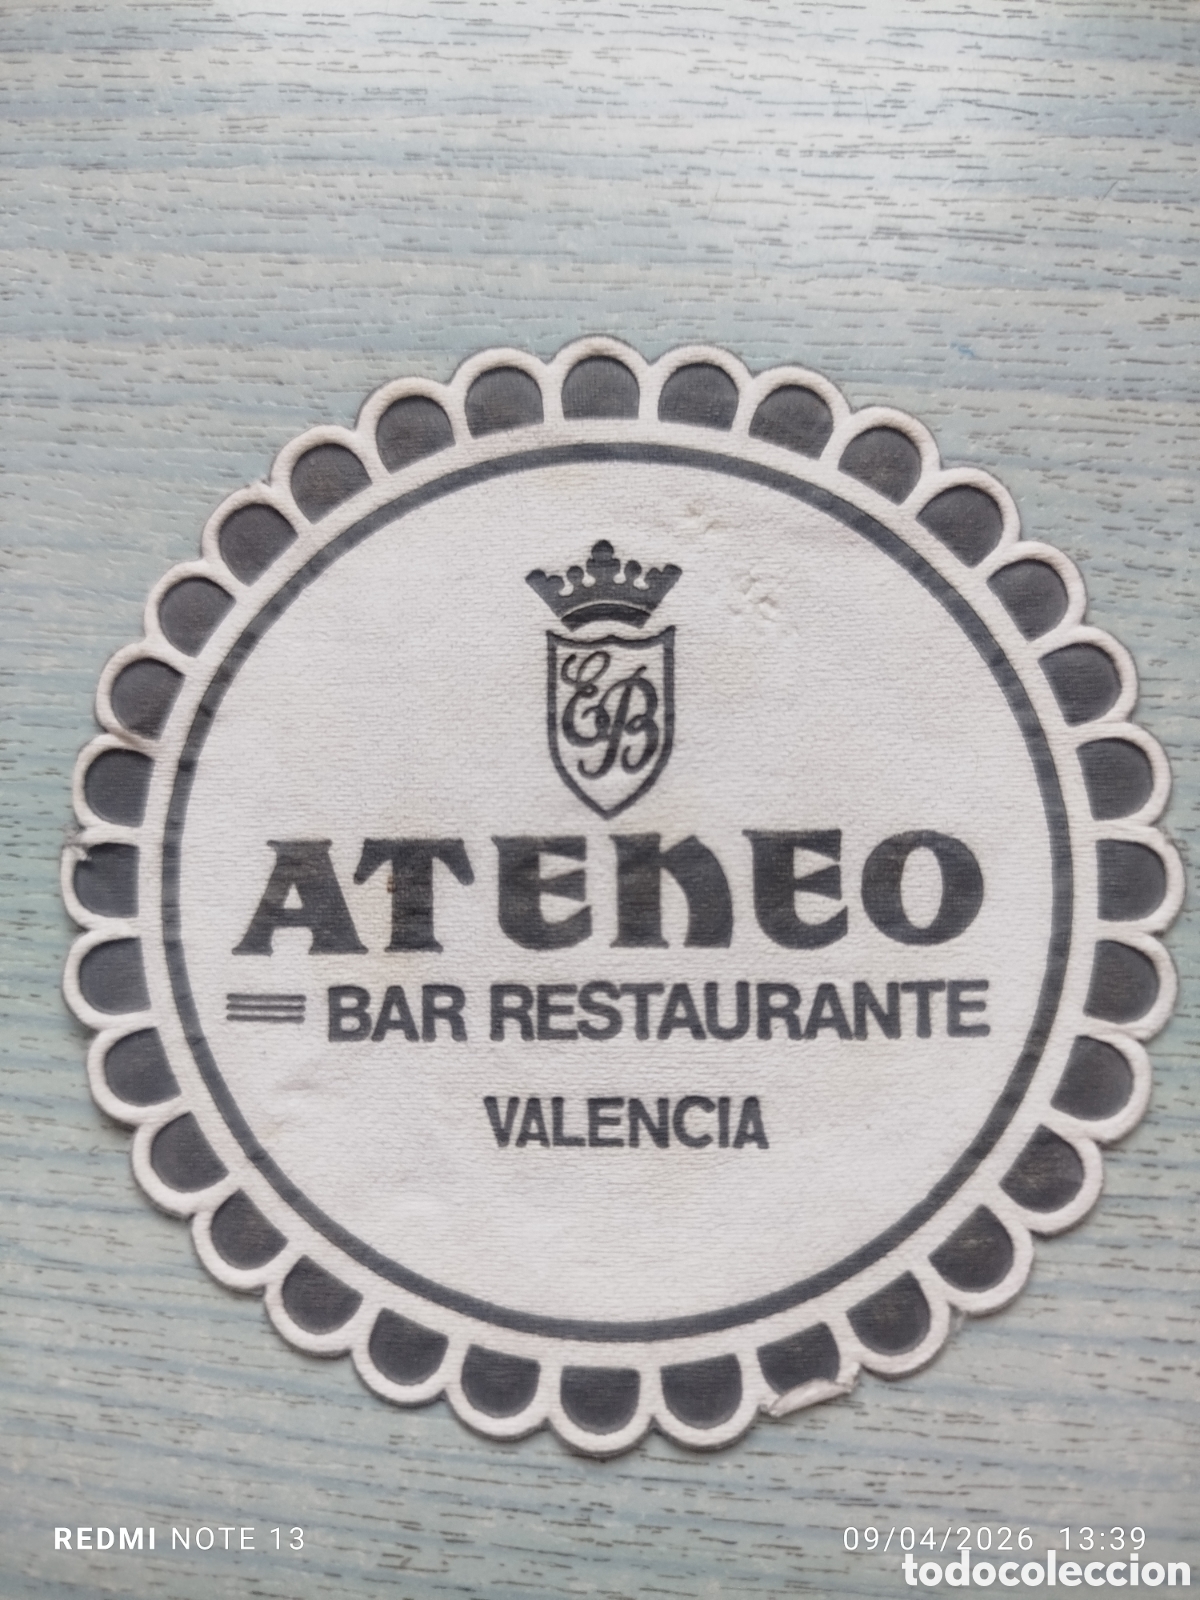 EB
ATENEO
BAR RESTAURANTE
VALENCIA
REDMI NOTE 13
09/04/2026 13:39
todocoleccion